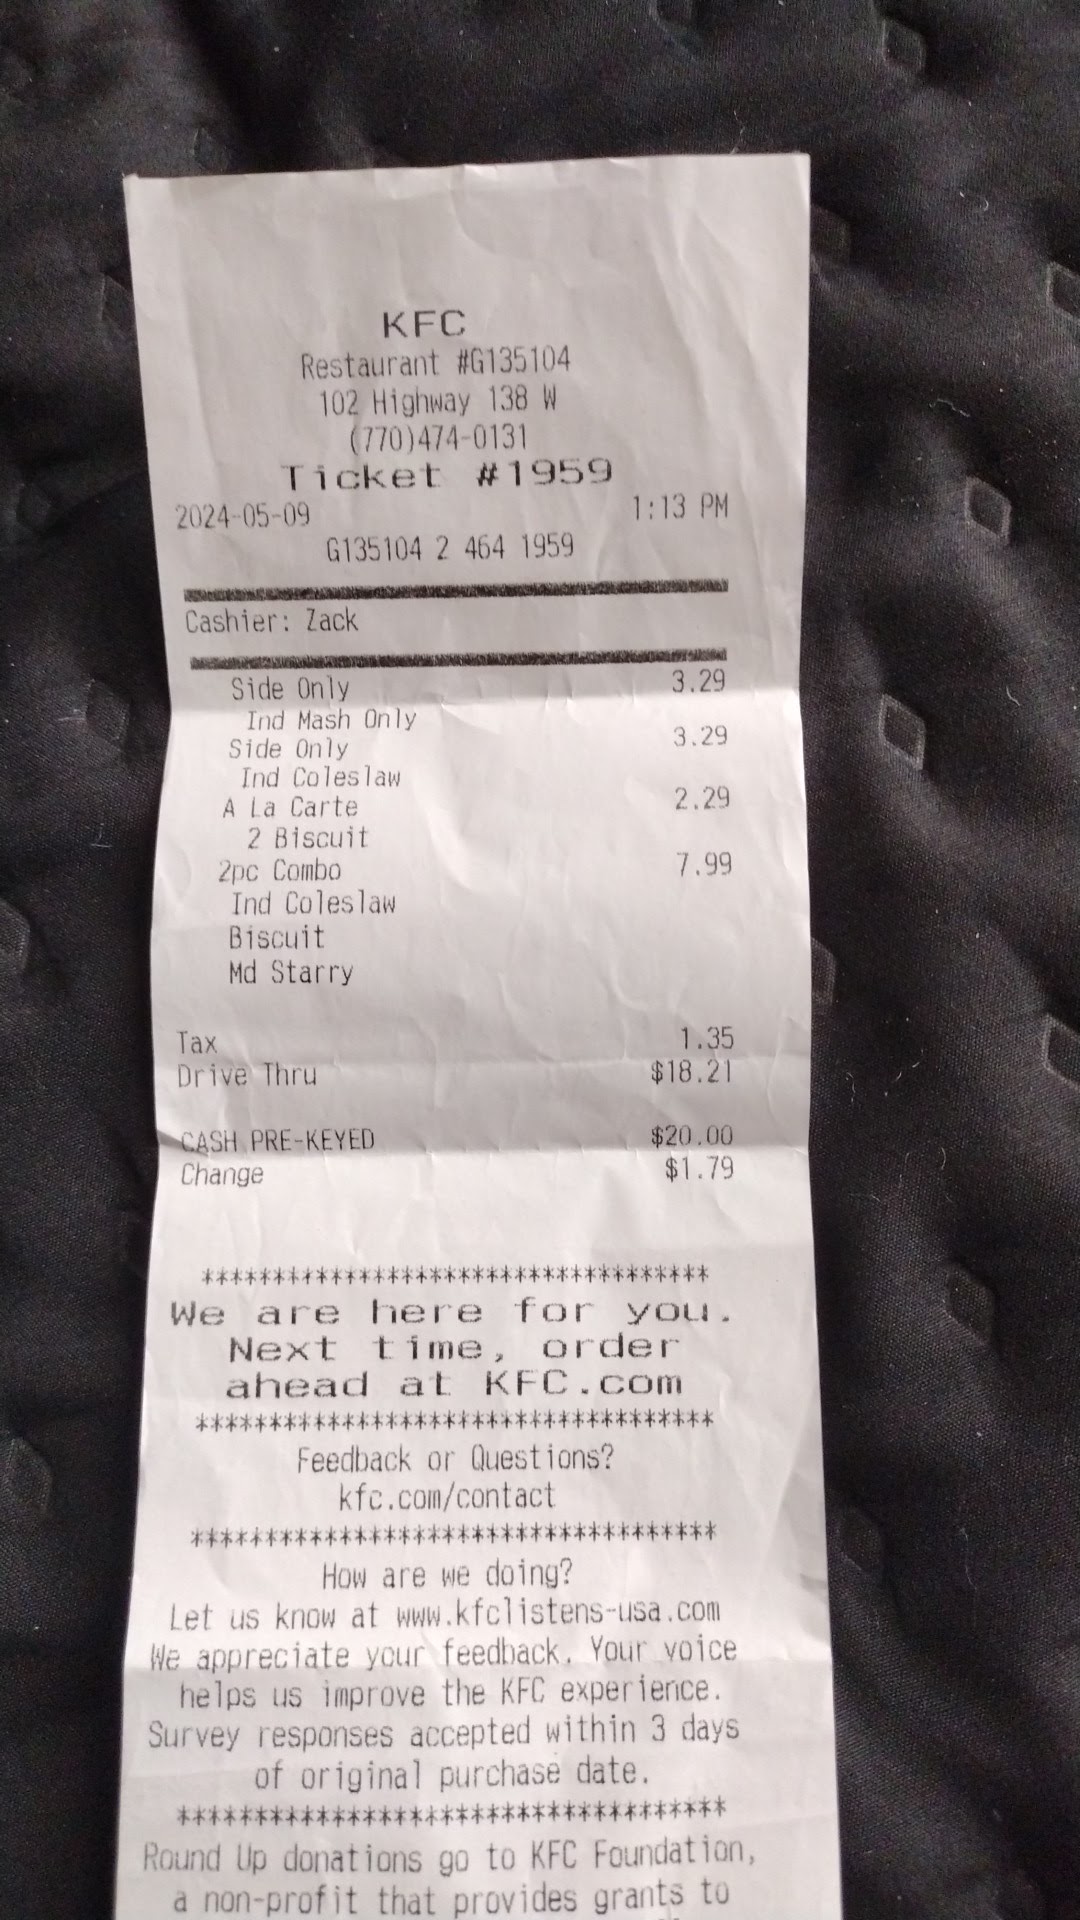 KFC
Restaurant #G135104
102 Highway 138 W
(770)474-0131
Ticket #1959
2024-05-09 1:13 PM
G135104 2 464 1959
Cashier: Zack
Side Only 3.29
Ind Mash Only
Side Only 3.29
Ind Coleslaw
A La Carte 2.29
2 Biscuit
2pc Combo 7.99
Ind Coleslaw
Biscuit
Md Starry
Tax 1.35
Drive Thru $18.21
CASH PRE-KEYED $20.00
Change $1.79
************************************
We are here for you.
Next time, order
ahead at KFC.com
************************************
Feedback or Questions?
kfc.com/contact
************************************
How are we doing?
Let us know at www.kfclistens-usa.com
We appreciate your feedback. Your voice
helps us improve the KFC experience.
Survey responses accepted within 3 days
of original purchase date.
************************************
Round Up donations go to KFC Foundation,
a non-profit that provides grants to